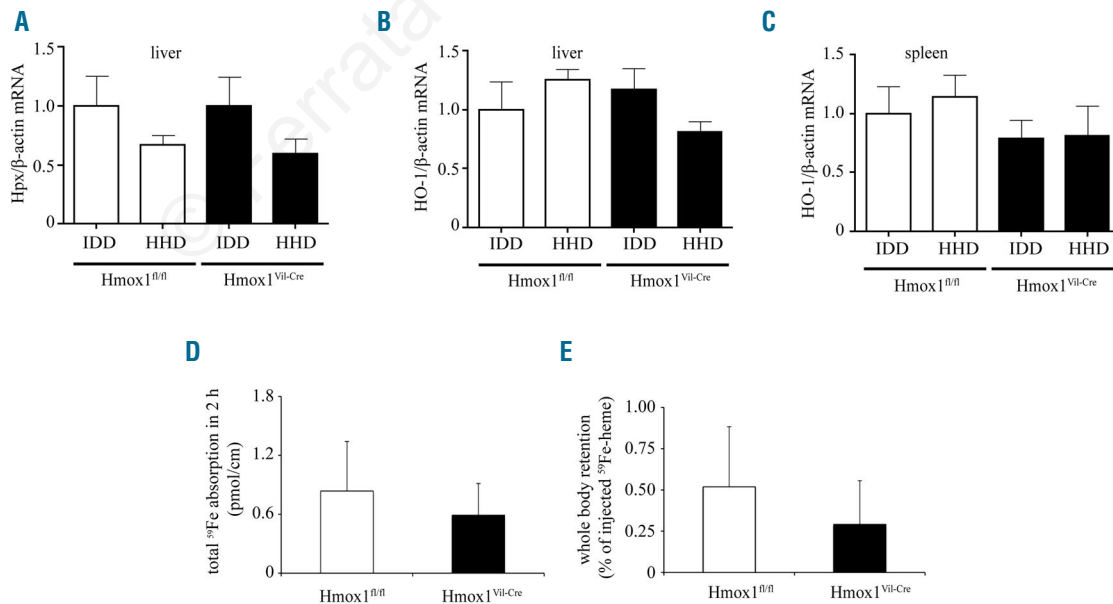 A
liver
Hpx/β-actin mRNA
1.5
1.0
0.5
0
IDD
HHD
IDD
HHD
Hmox1fl/fl
Hmox1Vil-Cre
B
liver
HO-1/β-actin mRNA
1.5
1.0
0.5
0
IDD
HHD
IDD
HHD
Hmox1fl/fl
Hmox1Vil-Cre
C
spleen
HO-1/β-actin mRNA
1.5
1.0
0.5
0
IDD
HHD
IDD
HHD
Hmox1fl/fl
Hmox1Vil-Cre
© Ferrata
D
total ⁵⁹Fe absorption in 2 h
(pmol/cm)
1.8
1.2
0.6
0
Hmox1fl/fl
Hmox1Vil-Cre
E
whole body retention
(% of injected ⁵⁹Fe-heme)
1.00
0.75
0.50
0.25
0
Hmox1fl/fl
Hmox1Vil-Cre